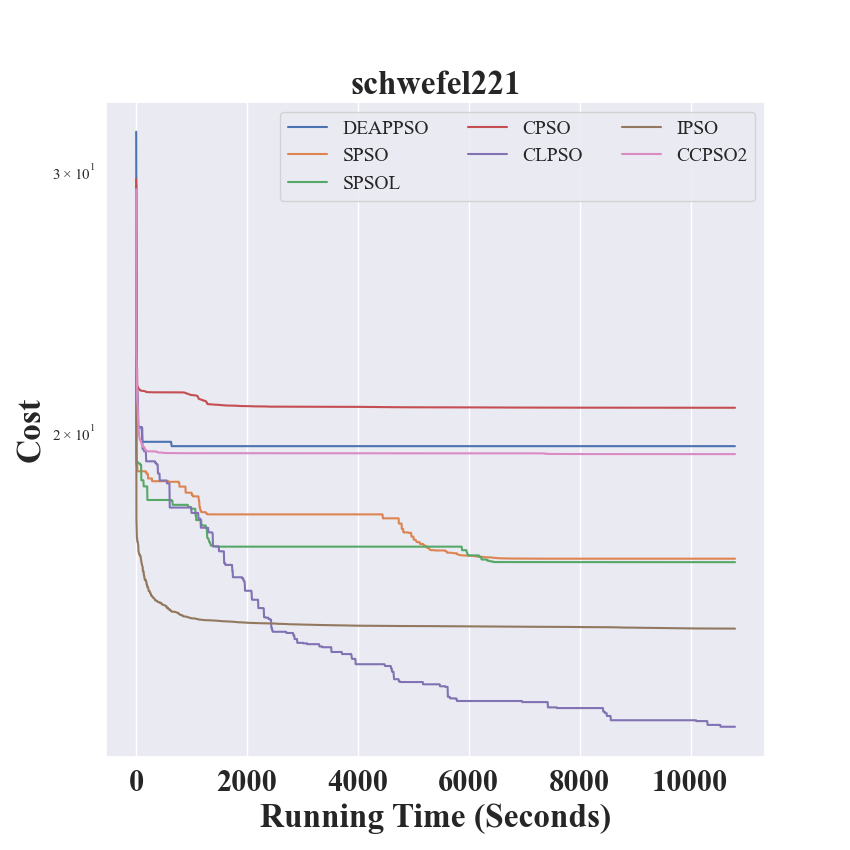 schwefel221
DEAPPSO CPSO IPSO
SPSO CLPSO CCPSO2
SPSOL
3 × 10¹
2 × 10¹
Cost
0 2000 4000 6000 8000 10000
Running Time (Seconds)